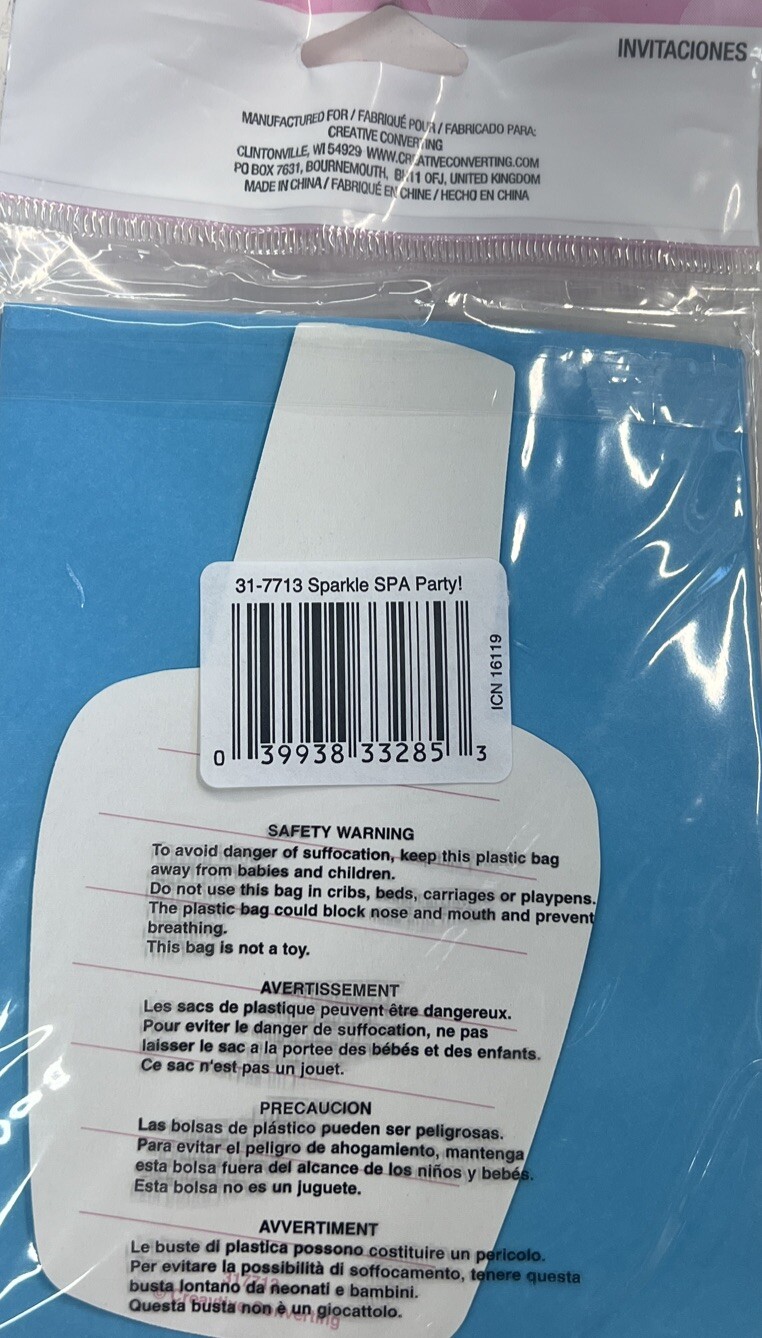 INVITACIONES
MANUFACTURED FOR / FABRIQUÉ POUR / FABRICADO PARA:
CREATIVE CONVERTING
CLINTONVILLE, WI 54929 WWW.CREATIVECONVERTING.COM
PO BOX 7631, BOURNEMOUTH, BH11 OFJ, UNITED KINGDOM
MADE IN CHINA / FABRIQUÉ EN CHINE / HECHO EN CHINA
31-7713 Sparkle SPA Party!
ICN 16119
0 39938 33285 3
SAFETY WARNING
To avoid danger of suffocation, keep this plastic bag
away from babies and children.
Do not use this bag in cribs, beds, carriages or playpens.
The plastic bag could block nose and mouth and prevent
breathing.
This bag is not a toy.
AVERTISSEMENT
Les sacs de plastique peuvent être dangereux.
Pour eviter le danger de suffocation, ne pas
laisser le sac a la portee des bébés et des enfants.
Ce sac n'est pas un jouet.
PRECAUCION
Las bolsas de plástico pueden ser peligrosas.
Para evitar el peligro de ahogamiento, mantenga
esta bolsa fuera del alcance de los niños y bebés.
Esta bolsa no es un juguete.
AVVERTIMENT
Le buste di plastica possono costituire un pericolo.
Per evitare la possibilità di soffocamento, tenere questa
busta lontano da neonati e bambini.
Questa busta non è un giocattolo.
317713
© Creative Converting